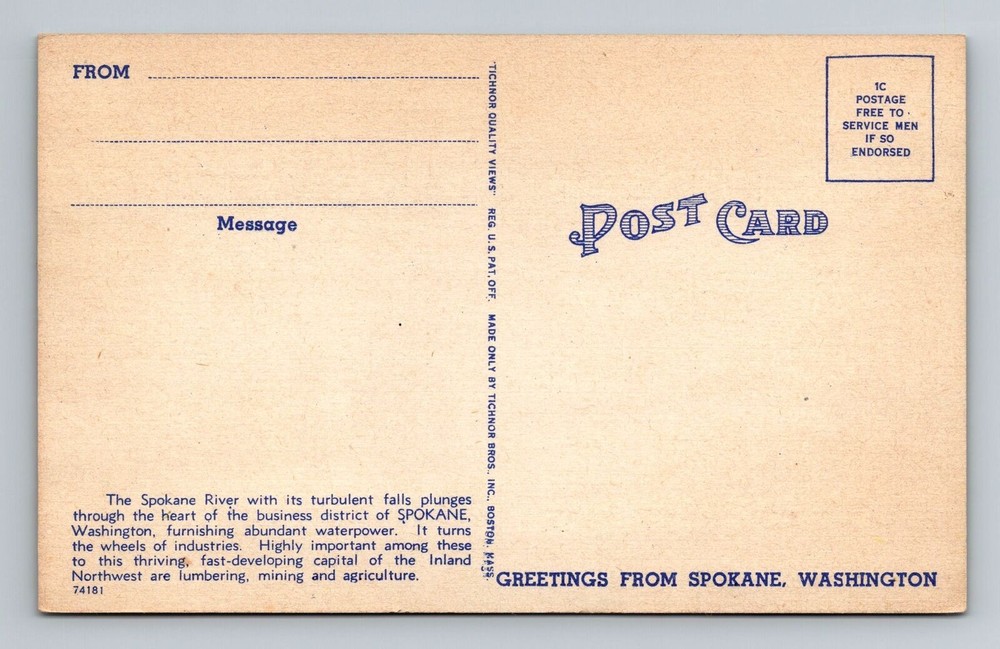 FROM
Message
The Spokane River with its turbulent falls plunges
through the heart of the business district of SPOKANE,
Washington, furnishing abundant waterpower. It turns
the wheels of industries. Highly important among these
to this thriving, fast-developing capital of the Inland
Northwest are lumbering, mining and agriculture.
74181
"TICHNOR QUALITY VIEWS" REG. U. S. PAT. OFF. MADE ONLY BY TICHNOR BROS., INC., BOSTON, MASS.
1C
POSTAGE
FREE TO
SERVICE MEN
IF SO
ENDORSED
POST CARD
GREETINGS FROM SPOKANE, WASHINGTON